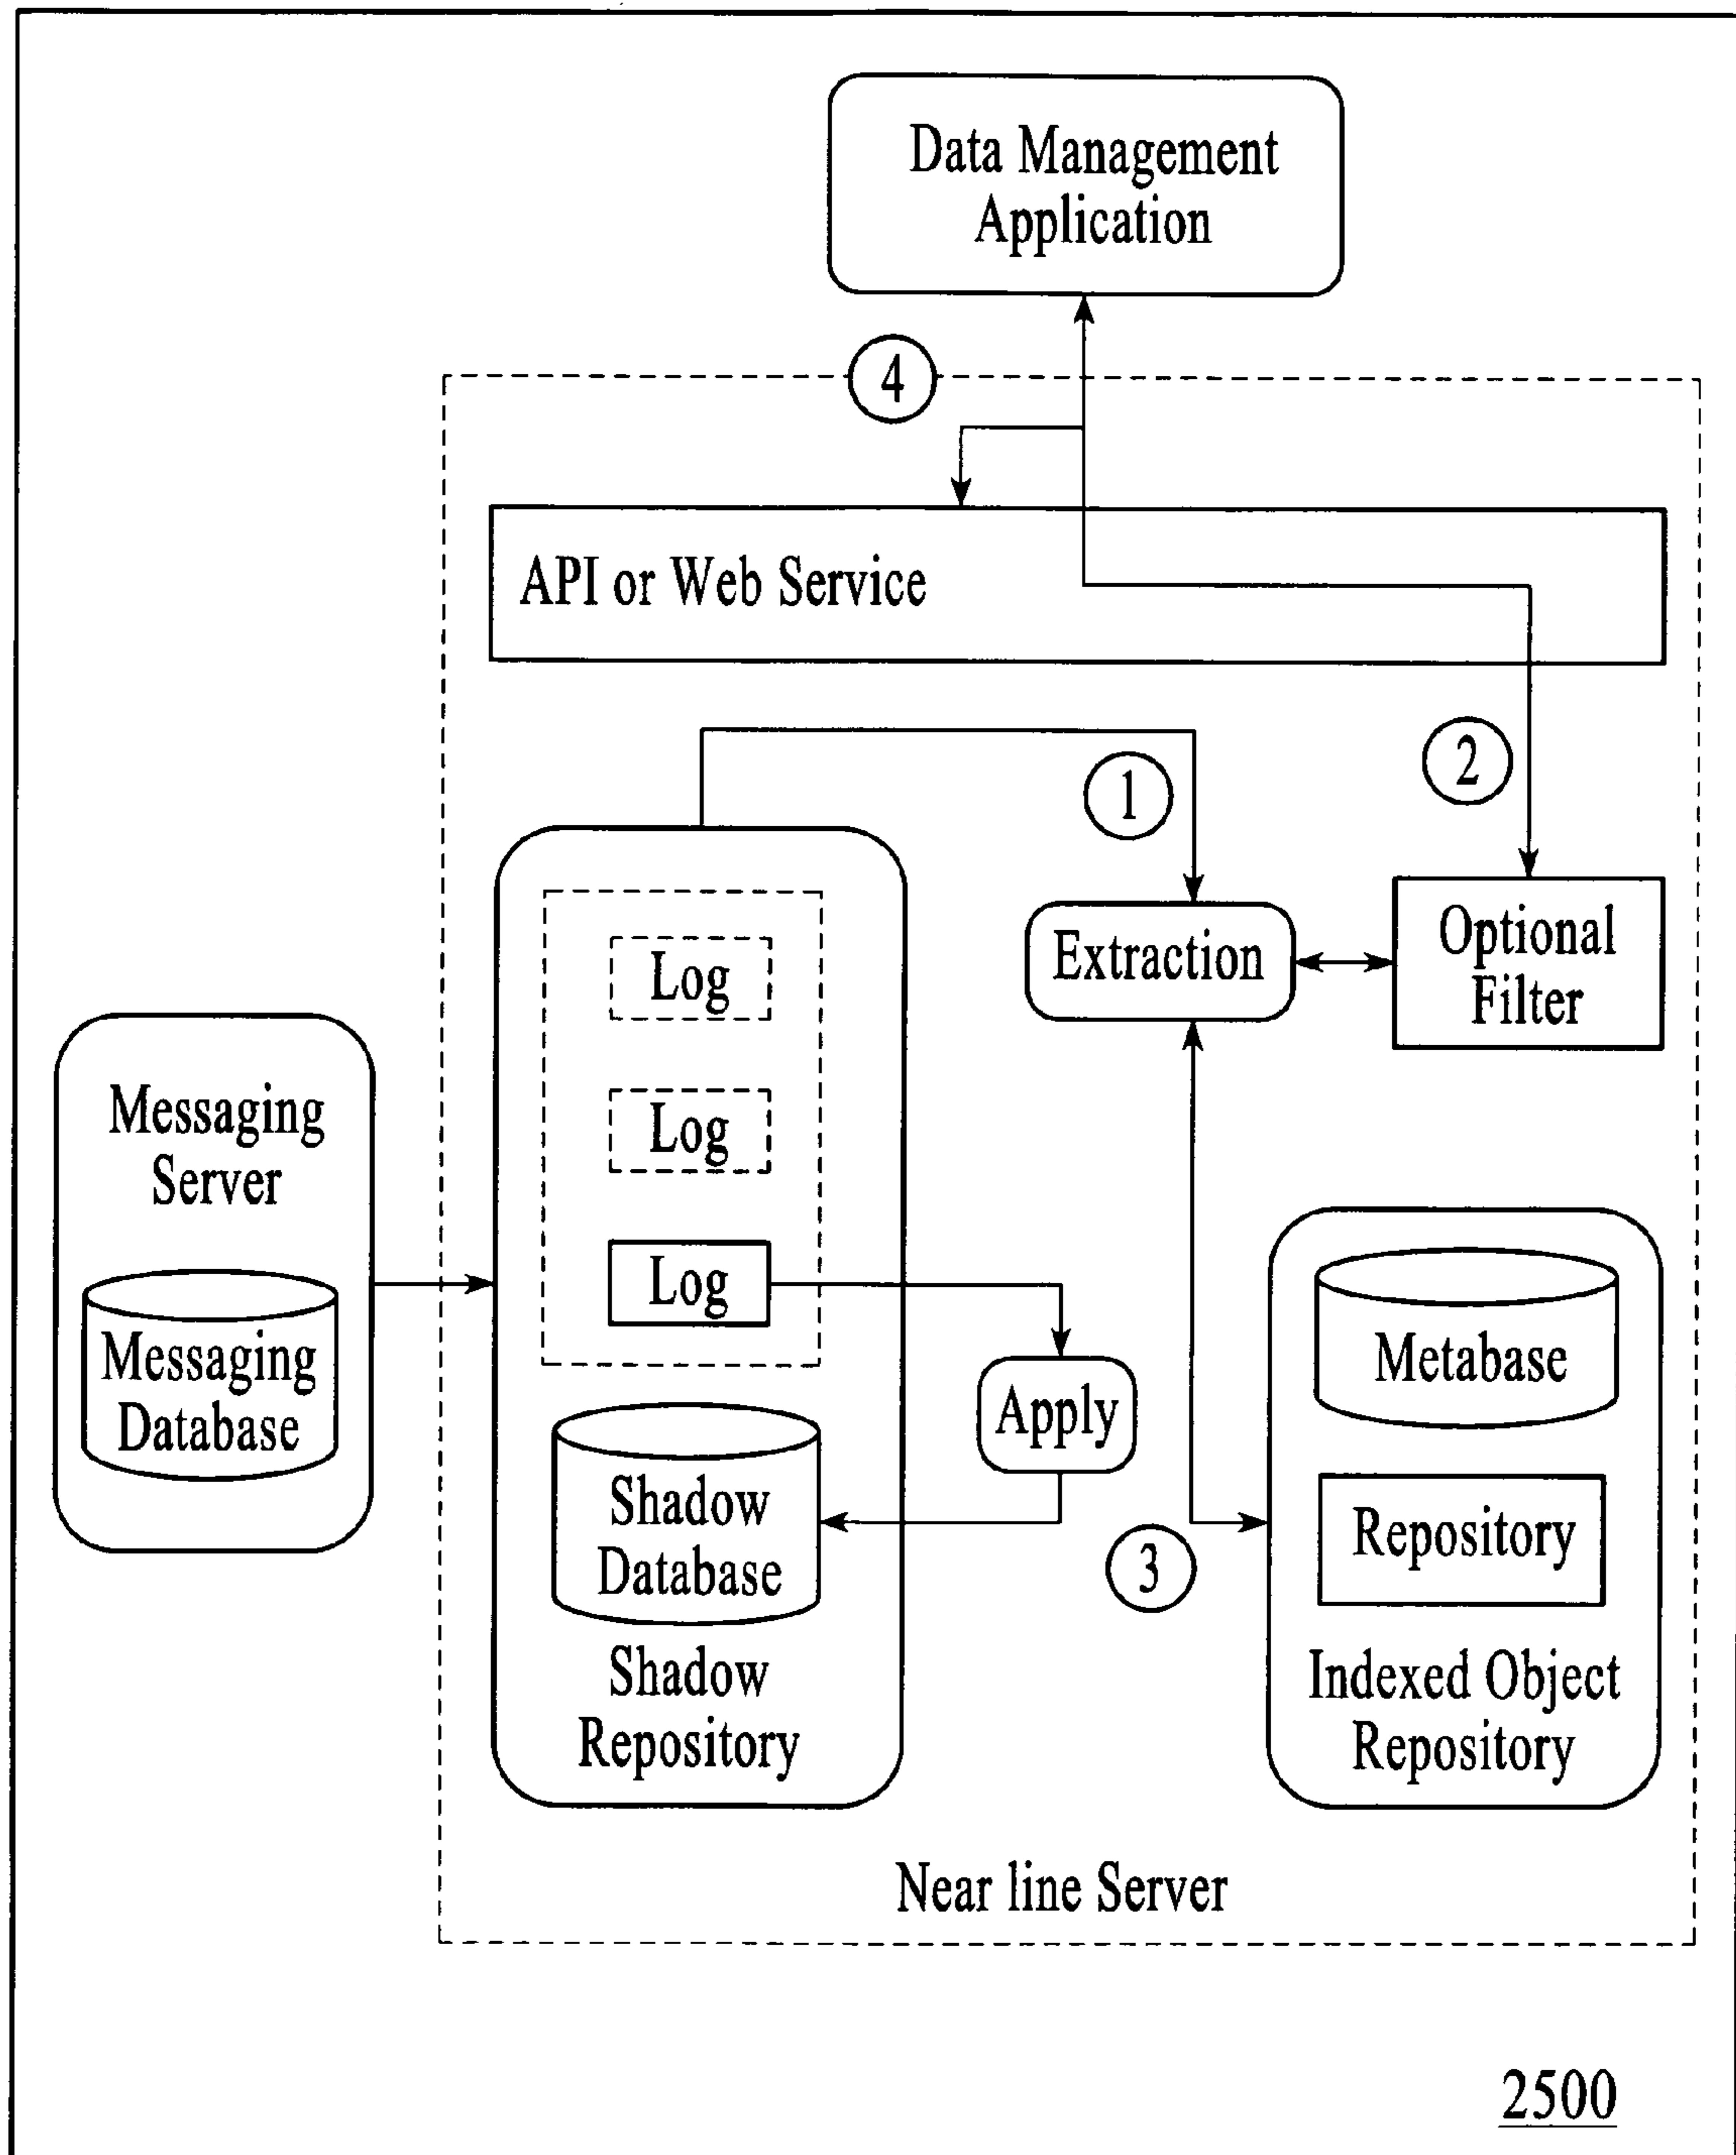 Data Management
Application
4
API or Web Service
1
2
Extraction
Optional
Filter
Log
Log
Log
Messaging
Server
Messaging
Database
Apply
Shadow
Database
Shadow
Repository
3
Metabase
Repository
Indexed Object
Repository
Near line Server
2500